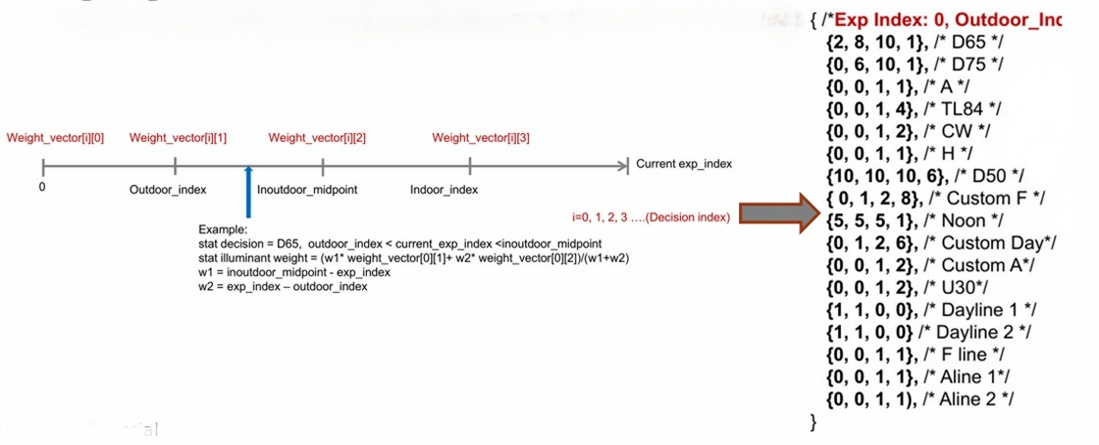 Weight_vector[i][0] Weight_vector[i][1] Weight_vector[i][2] Weight_vector[i][3]
Current exp_index
0 Outdoor_index Inoutdoor_midpoint Indoor_index
i=0, 1, 2, 3 ….(Decision index)
Example:
stat decision = D65, outdoor_index < current_exp_index <inoutdoor_midpoint
stat illuminant weight = (w1* weight_vector[0][1]+ w2* weight_vector[0][2])/(w1+w2)
w1 = inoutdoor_midpoint - exp_index
w2 = exp_index – outdoor_index
{ /*Exp Index: 0, Outdoor_Inc
{2, 8, 10, 1}, /* D65 */
{0, 6, 10, 1}, /* D75 */
{0, 0, 1, 1}, /* A */
{0, 0, 1, 4}, /* TL84 */
{0, 0, 1, 2}, /* CW */
{0, 0, 1, 1}, /* H */
{10, 10, 10, 6}, /* D50 */
{ 0, 1, 2, 8}, /* Custom F */
{5, 5, 5, 1}, /* Noon */
{0, 1, 2, 6}, /* Custom Day*/
{0, 0, 1, 2}, /* Custom A*/
{0, 0, 1, 2}, /* U30*/
{1, 1, 0, 0}, /* Dayline 1 */
{1, 1, 0, 0} /* Dayline 2 */
{0, 0, 1, 1}, /* F line */
{0, 0, 1, 1}, /* Aline 1*/
{0, 0, 1, 1), /* Aline 2 */
}